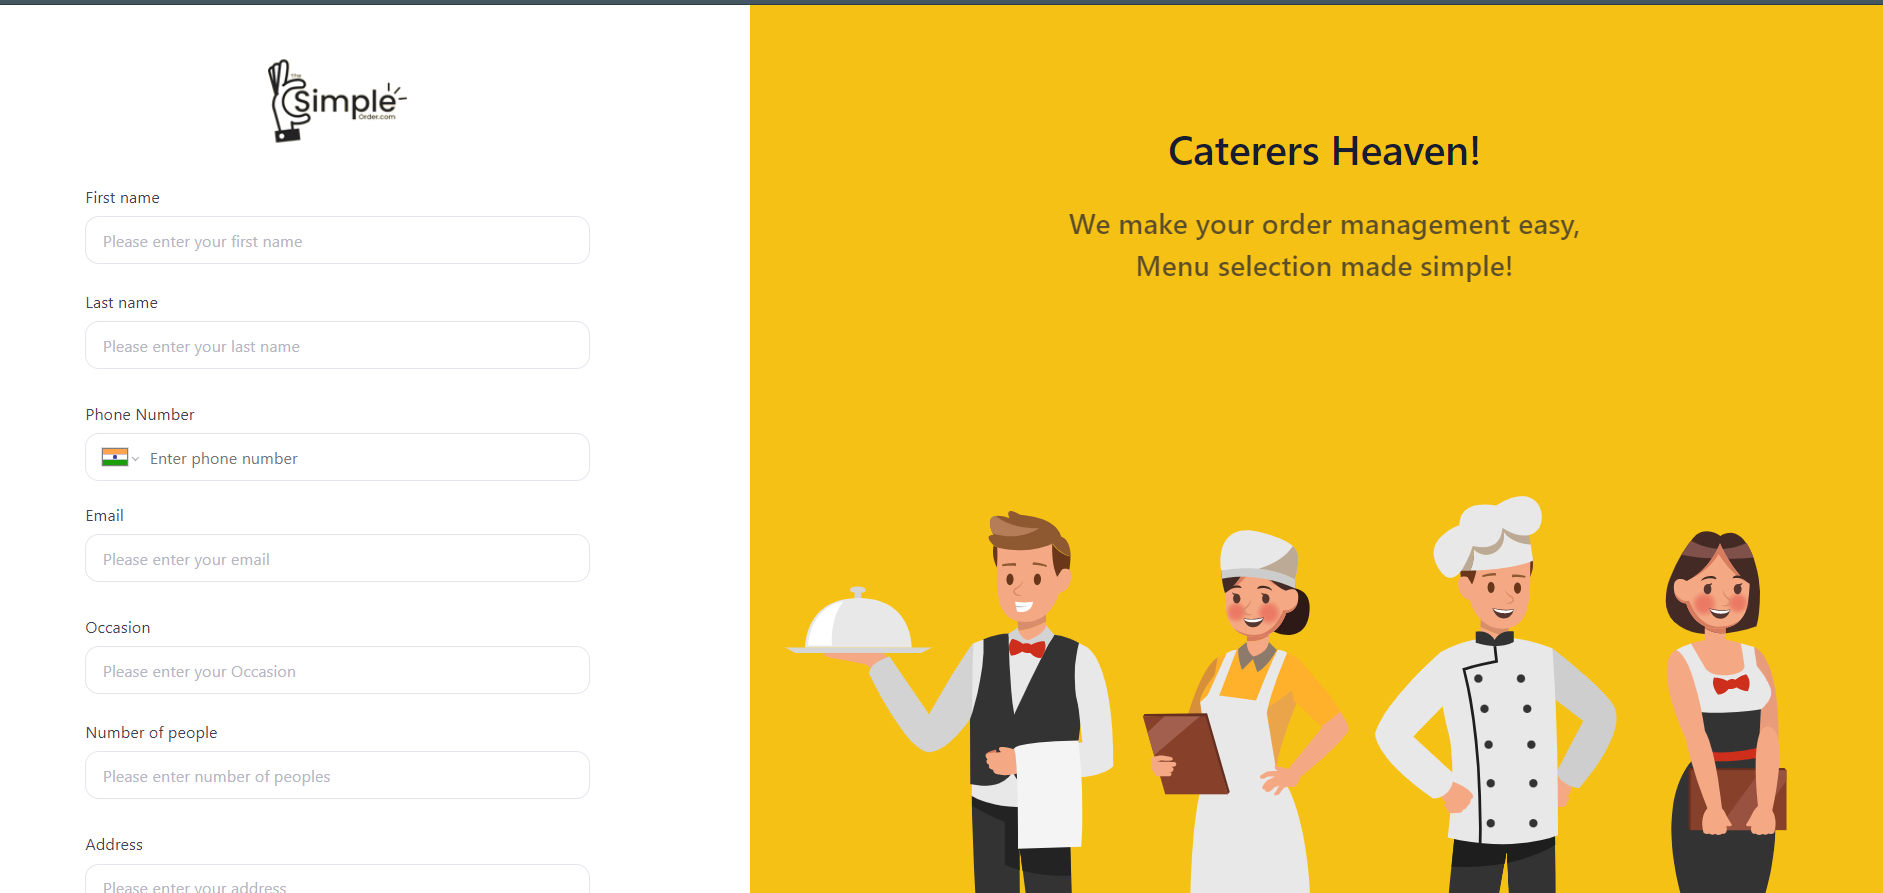 The
Simple
Order.com
First name
Please enter your first name
Last name
Please enter your last name
Phone Number
Enter phone number
Email
Please enter your email
Occasion
Please enter your Occasion
Number of people
Please enter number of peoples
Address
Please enter your address
Caterers Heaven!
We make your order management easy,
Menu selection made simple!